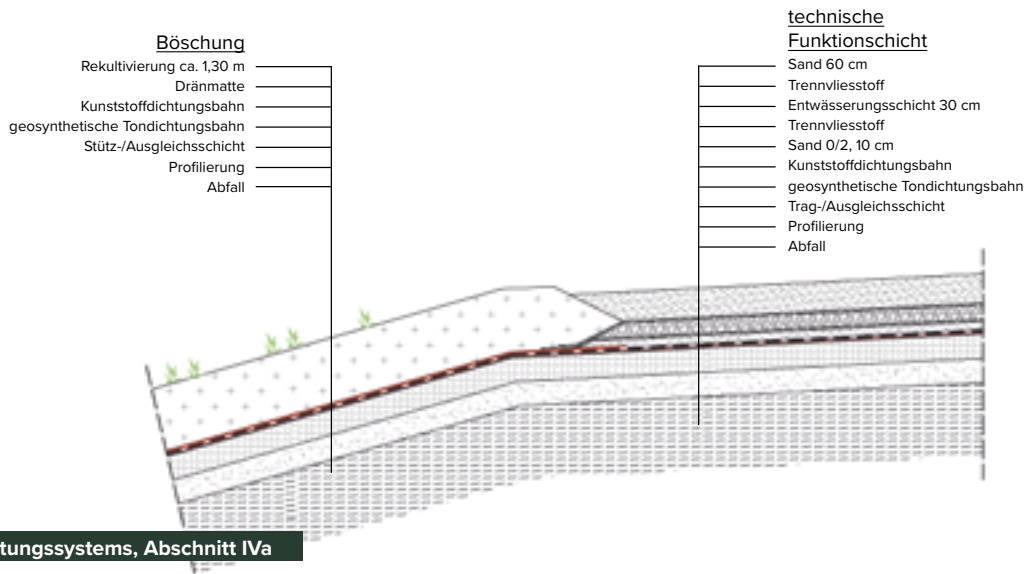 Böschung
Rekultivierung ca. 1,30 m
Dränmatte
Kunststoffdichtungsbahn
geosynthetische Tondichtungsbahn
Stütz-/Ausgleichsschicht
Profilierung
Abfall
technische
Funktionschicht
Sand 60 cm
Trennvliesstoff
Entwässerungsschicht 30 cm
Trennvliesstoff
Sand 0/2, 10 cm
Kunststoffdichtungsbahn
geosynthetische Tondichtungsbahn
Trag-/Ausgleichsschicht
Profilierung
Abfall
tungssystems, Abschnitt IVa